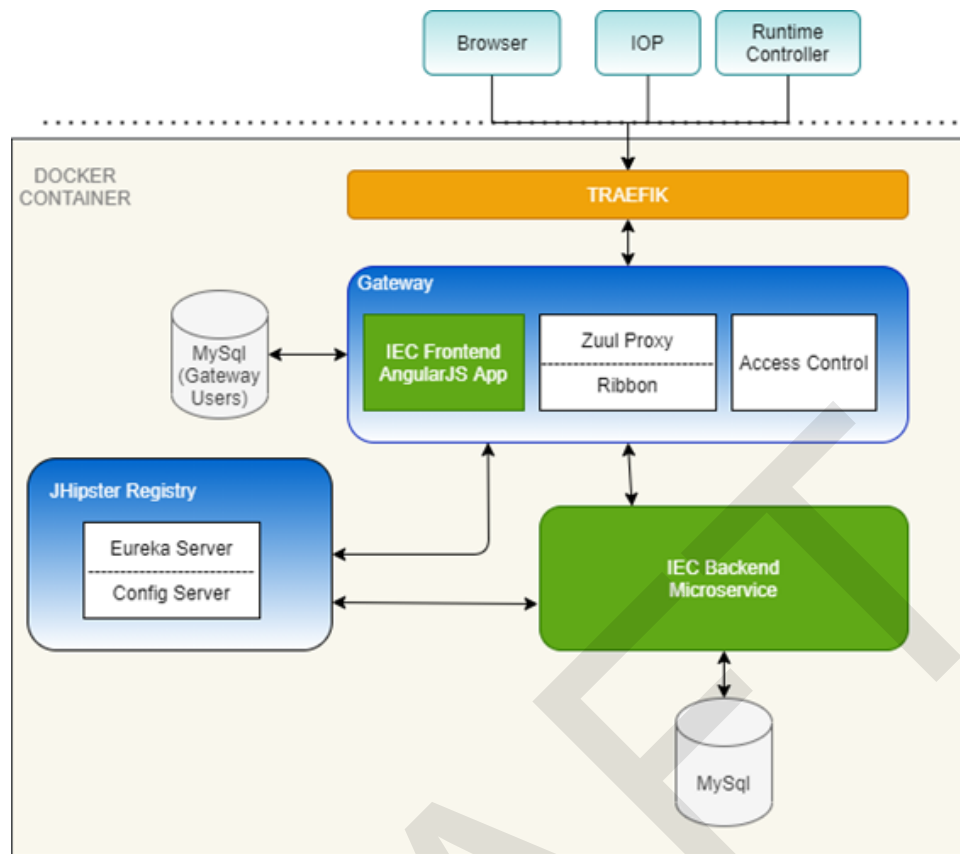 Browser
IOP
Runtime
Controller
DOCKER
CONTAINER
TRAEFIK
Gateway
MySql
(Gateway
Users)
IEC Frontend
AngularJS App
Zuul Proxy
Ribbon
Access Control
JHipster Registry
Eureka Server
Config Server
IEC Backend
Microservice
MySql